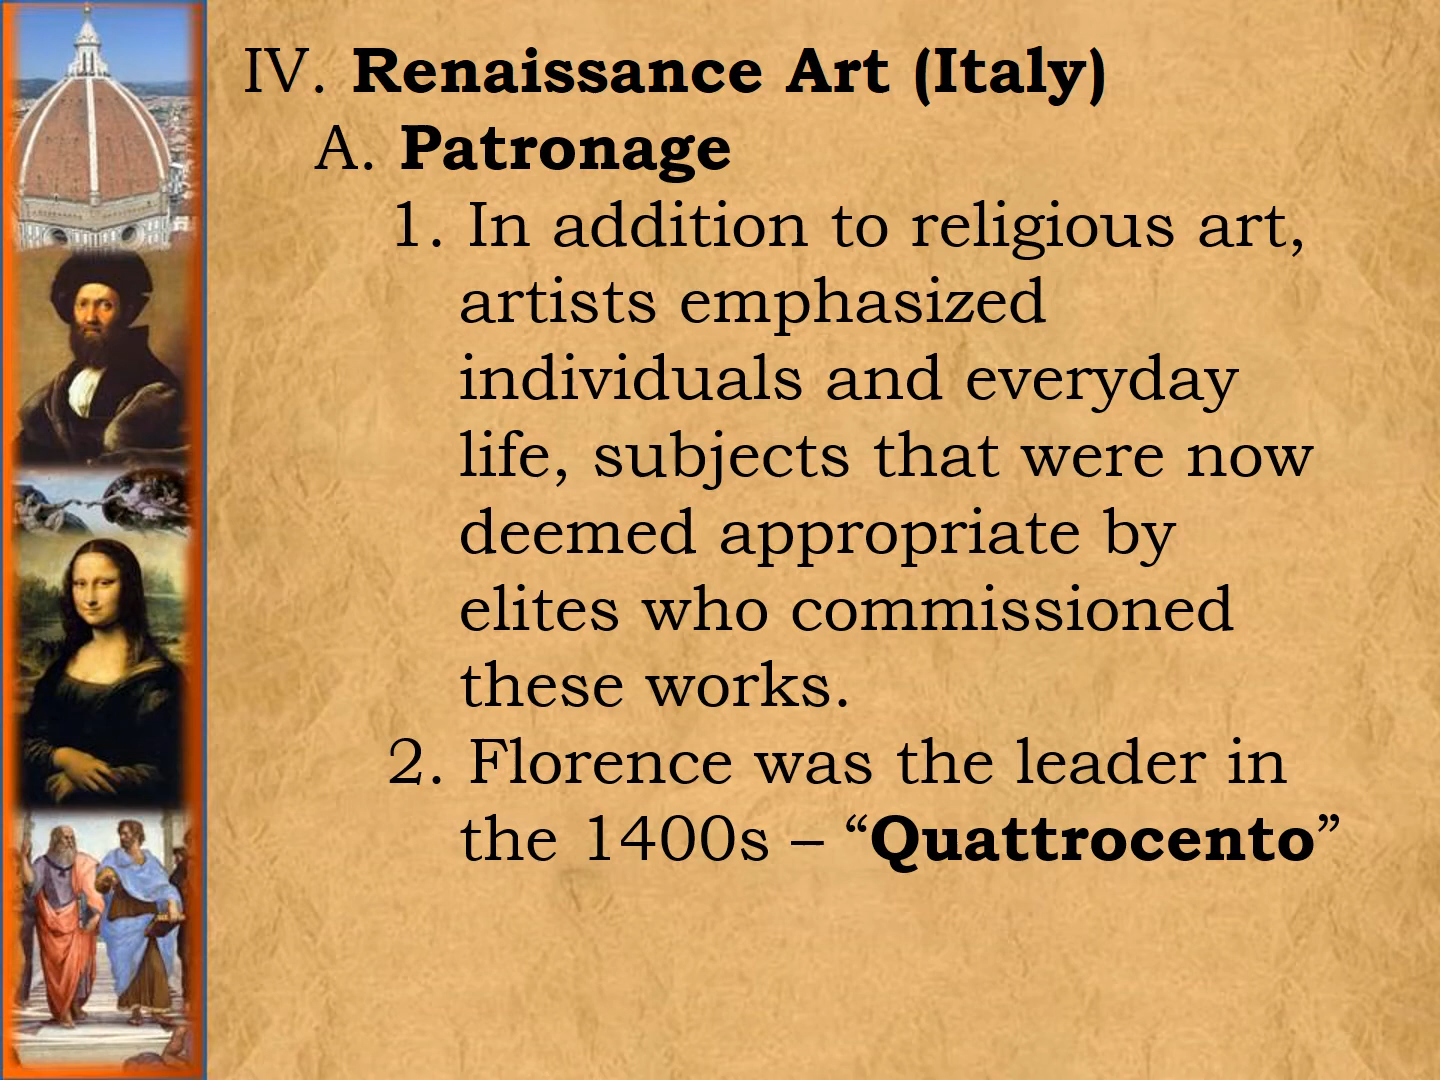 IV. Renaissance Art (Italy)
A. Patronage
1. In addition to religious art,
artists emphasized
individuals and everyday
life, subjects that were now
deemed appropriate by
elites who commissioned
these works.
2. Florence was the leader in
the 1400s – “Quattrocento”